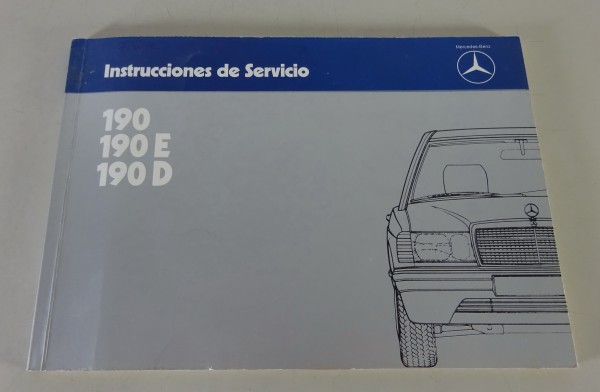 Mercedes-Benz
Instrucciones de Servicio
190
190 E
190 D